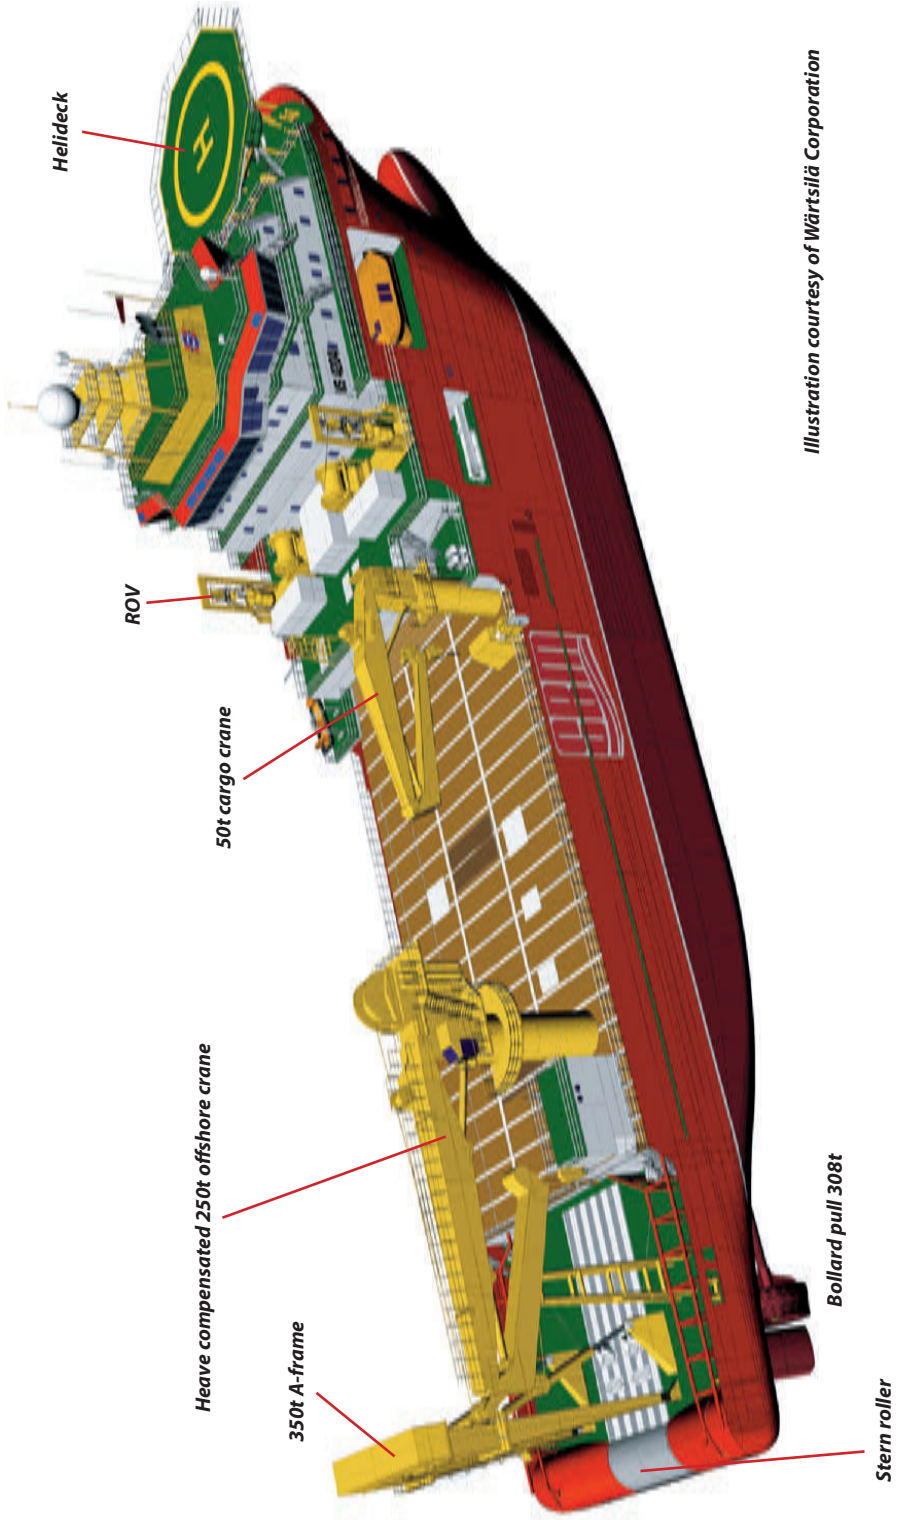 Helideck
ROV
50t cargo crane
Heave compensated 250t offshore crane
350t A-frame
Stern roller
Bollard pull 308t
Illustration courtesy of Wärtsilä Corporation
H